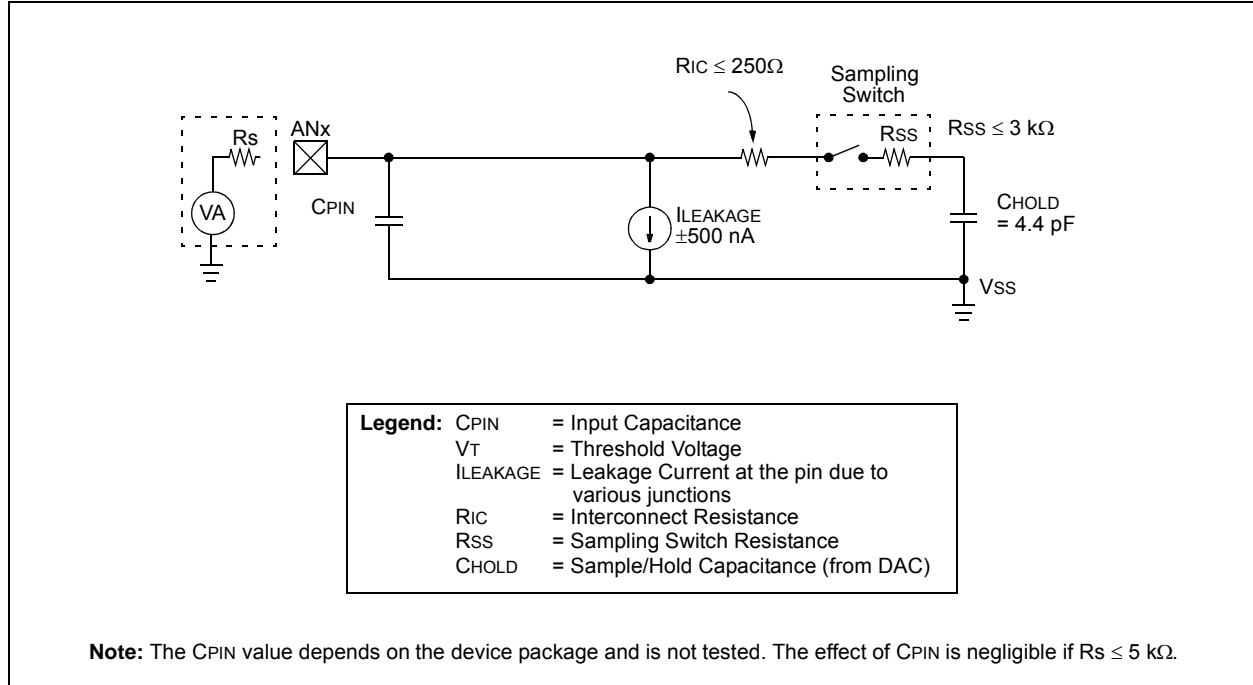 RIC ≤ 250Ω
Sampling
Switch
Rs
ANx
RSS
RSS ≤ 3 kΩ
VA
CPIN
ILEAKAGE
±500 nA
CHOLD
= 4.4 pF
VSS
Legend: CPIN = Input Capacitance
VT = Threshold Voltage
ILEAKAGE = Leakage Current at the pin due to
various junctions
RIC = Interconnect Resistance
RSS = Sampling Switch Resistance
CHOLD = Sample/Hold Capacitance (from DAC)
Note: The CPIN value depends on the device package and is not tested. The effect of CPIN is negligible if Rs ≤ 5 kΩ.